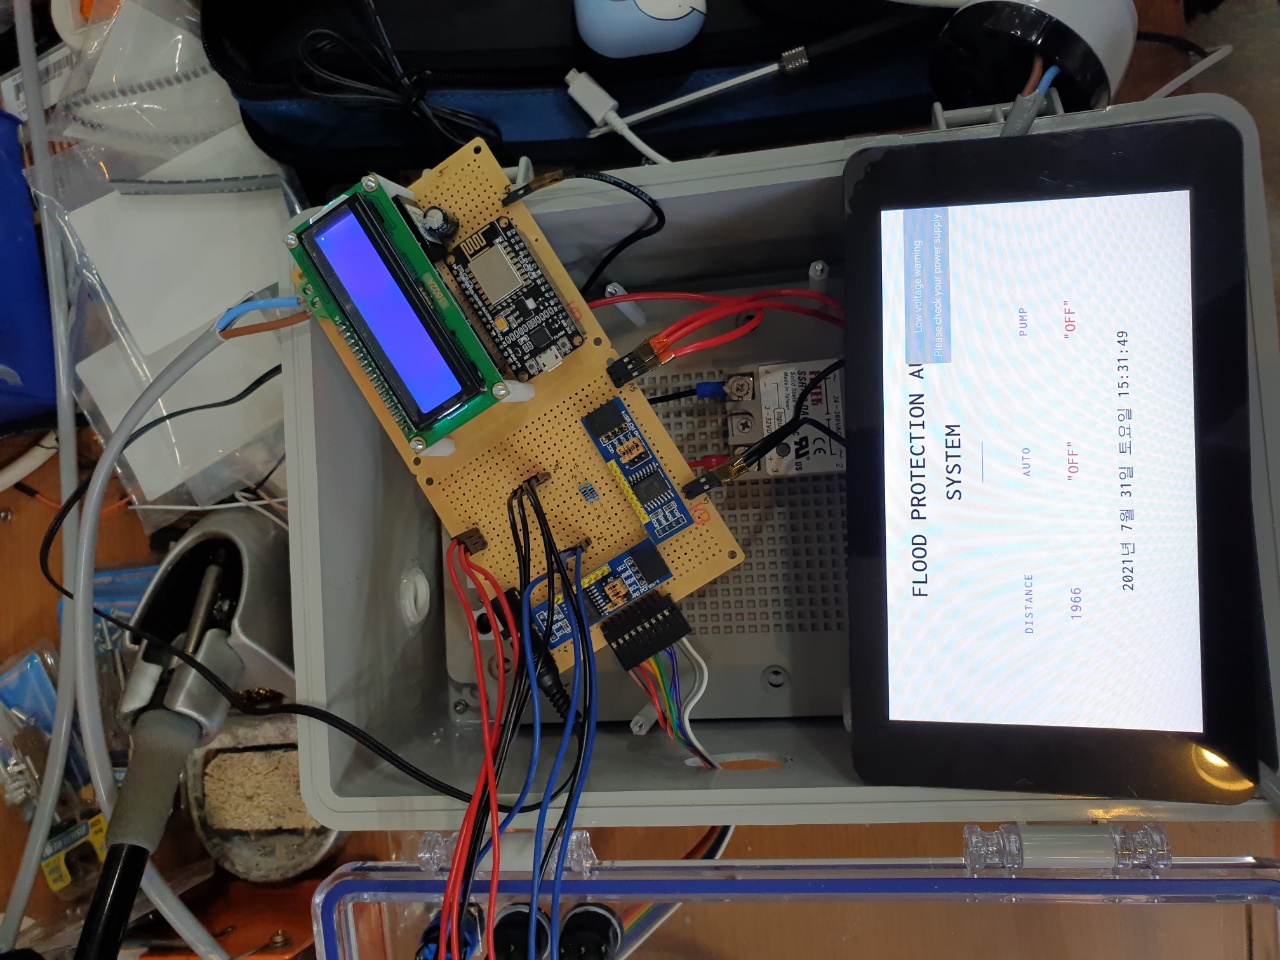 Low voltage warning
Please check your power supply
FLOOD PROTECTION
SYSTEM
DISTANCE
AUTO
PUMP
1966
"OFF"
"OFF"
2021년 7월 31일 토요일 15:31:49